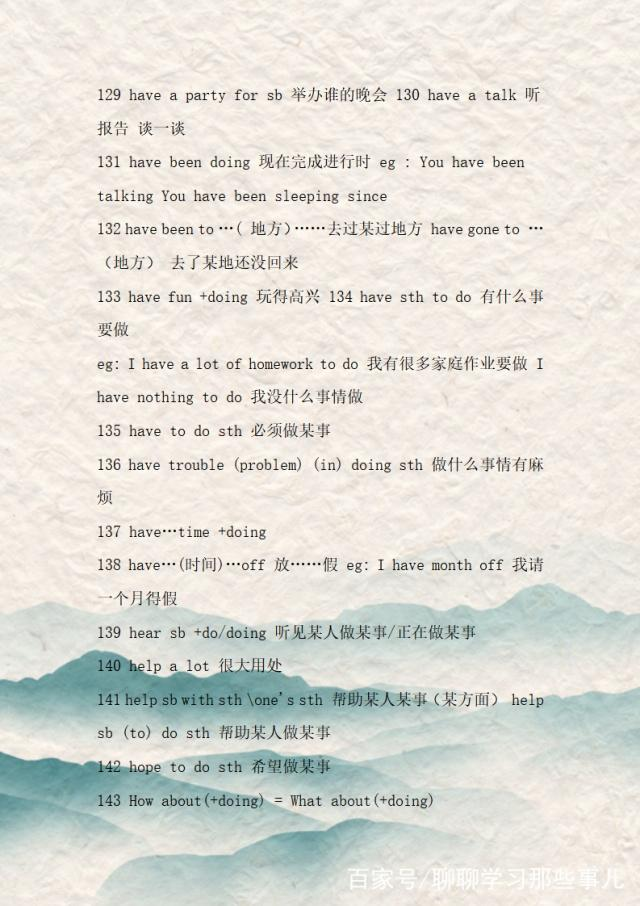 129 have a party for sb 举办谁的晚会 130 have a talk 听
报告 谈一谈
131 have been doing 现在完成进行时 eg : You have been
talking You have been sleeping since
132 have been to …( 地方)……去过某过地方 have gone to …
（地方） 去了某地还没回来
133 have fun +doing 玩得高兴 134 have sth to do 有什么事
要做
eg: I have a lot of homework to do 我有很多家庭作业要做 I
have nothing to do 我没什么事情做
135 have to do sth 必须做某事
136 have trouble (problem) (in) doing sth 做什么事情有麻
烦
137 have…time +doing
138 have…(时间)…off 放……假 eg: I have month off 我请
一个月得假
139 hear sb +do/doing 听见某人做某事/正在做某事
140 help a lot 很大用处
141 help sb with sth \one's sth 帮助某人某事（某方面） help
sb (to) do sth 帮助某人做某事
142 hope to do sth 希望做某事
143 How about(+doing) = What about(+doing)
百家号/聊聊学习那些事儿